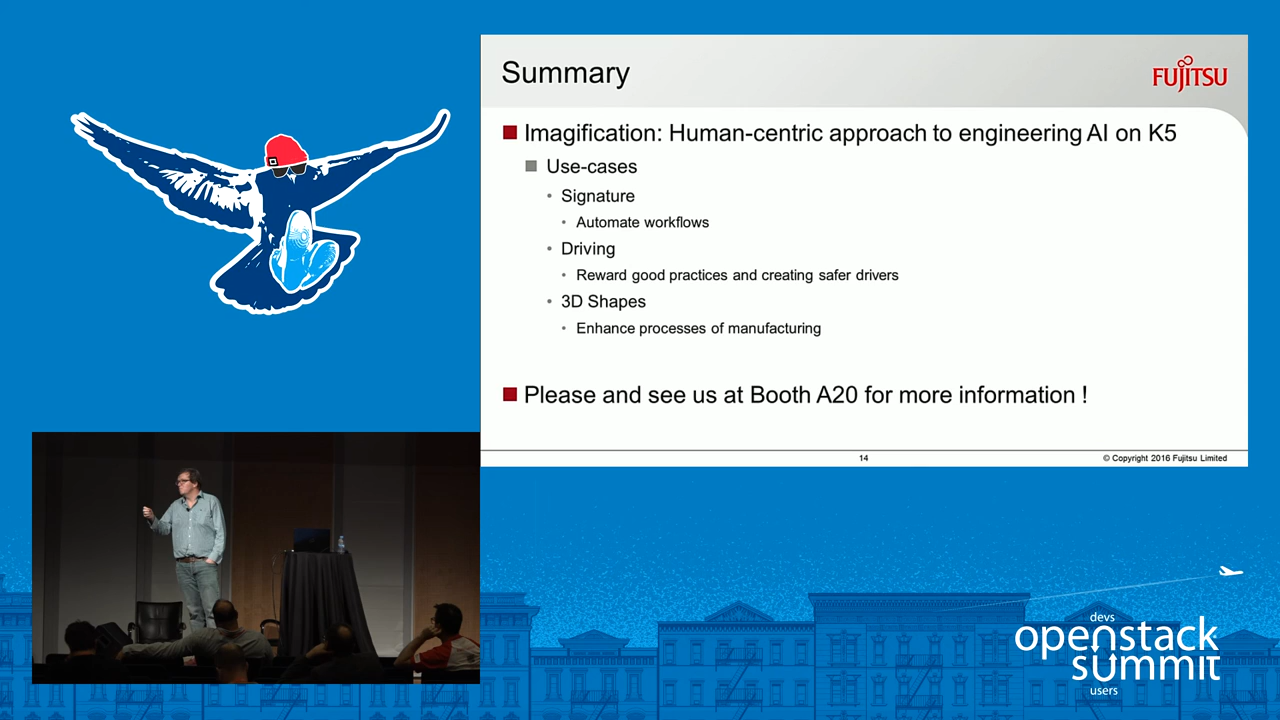 Summary
FUJITSU
Imagification: Human-centric approach to engineering AI on K5
Use-cases
Signature
Automate workflows
Driving
Reward good practices and creating safer drivers
3D Shapes
Enhance processes of manufacturing
Please and see us at Booth A20 for more information !
14
© Copyright 2016 Fujitsu Limited
devs
openstack
summit
users